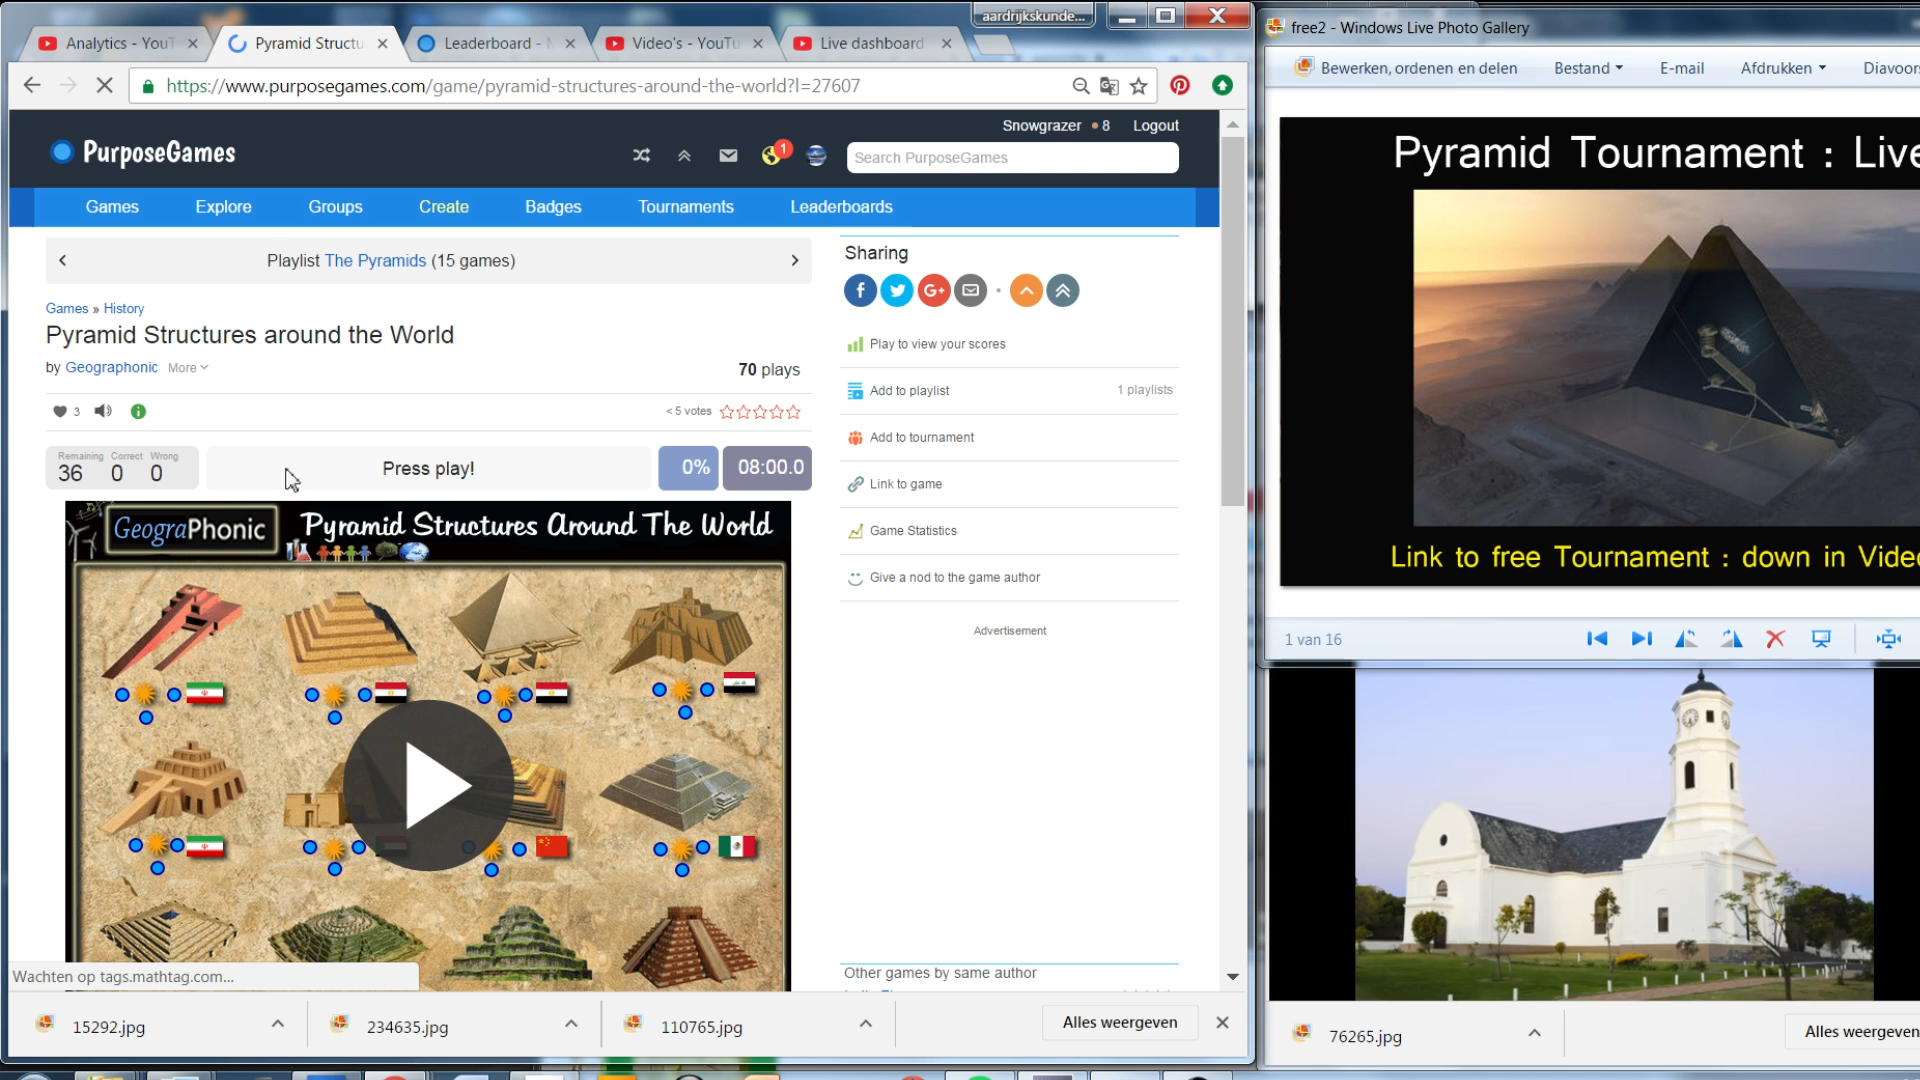 aardrijkskunde...
Analytics - YouT
Pyramid Structu
Leaderboard -
Video's - YouTu
Live dashboard
https://www.purposegames.com/game/pyramid-structures-around-the-world?l=27607
Snowgrazer • 8 Logout
PurposeGames
1
Search PurposeGames
Games Explore Groups Create Badges Tournaments Leaderboards
Playlist The Pyramids (15 games)
Games » History
Pyramid Structures around the World
by Geographonic More
70 plays
3
< 5 votes
Remaining Correct Wrong
36 0 0
Press play!
0%
08:00.0
GeograPhonic
Pyramid Structures Around The World
Sharing
Play to view your scores
Add to playlist 1 playlists
Add to tournament
Link to game
Game Statistics
Give a nod to the game author
Advertisement
Other games by same author
Wachten op tags.mathtag.com...
15292.jpg
234635.jpg
110765.jpg
Alles weergeven
free2 - Windows Live Photo Gallery
Bewerken, ordenen en delen Bestand E-mail Afdrukken Diavoors
Pyramid Tournament : Live
Link to free Tournament : down in Vide
1 van 16
76265.jpg
Alles weergeven